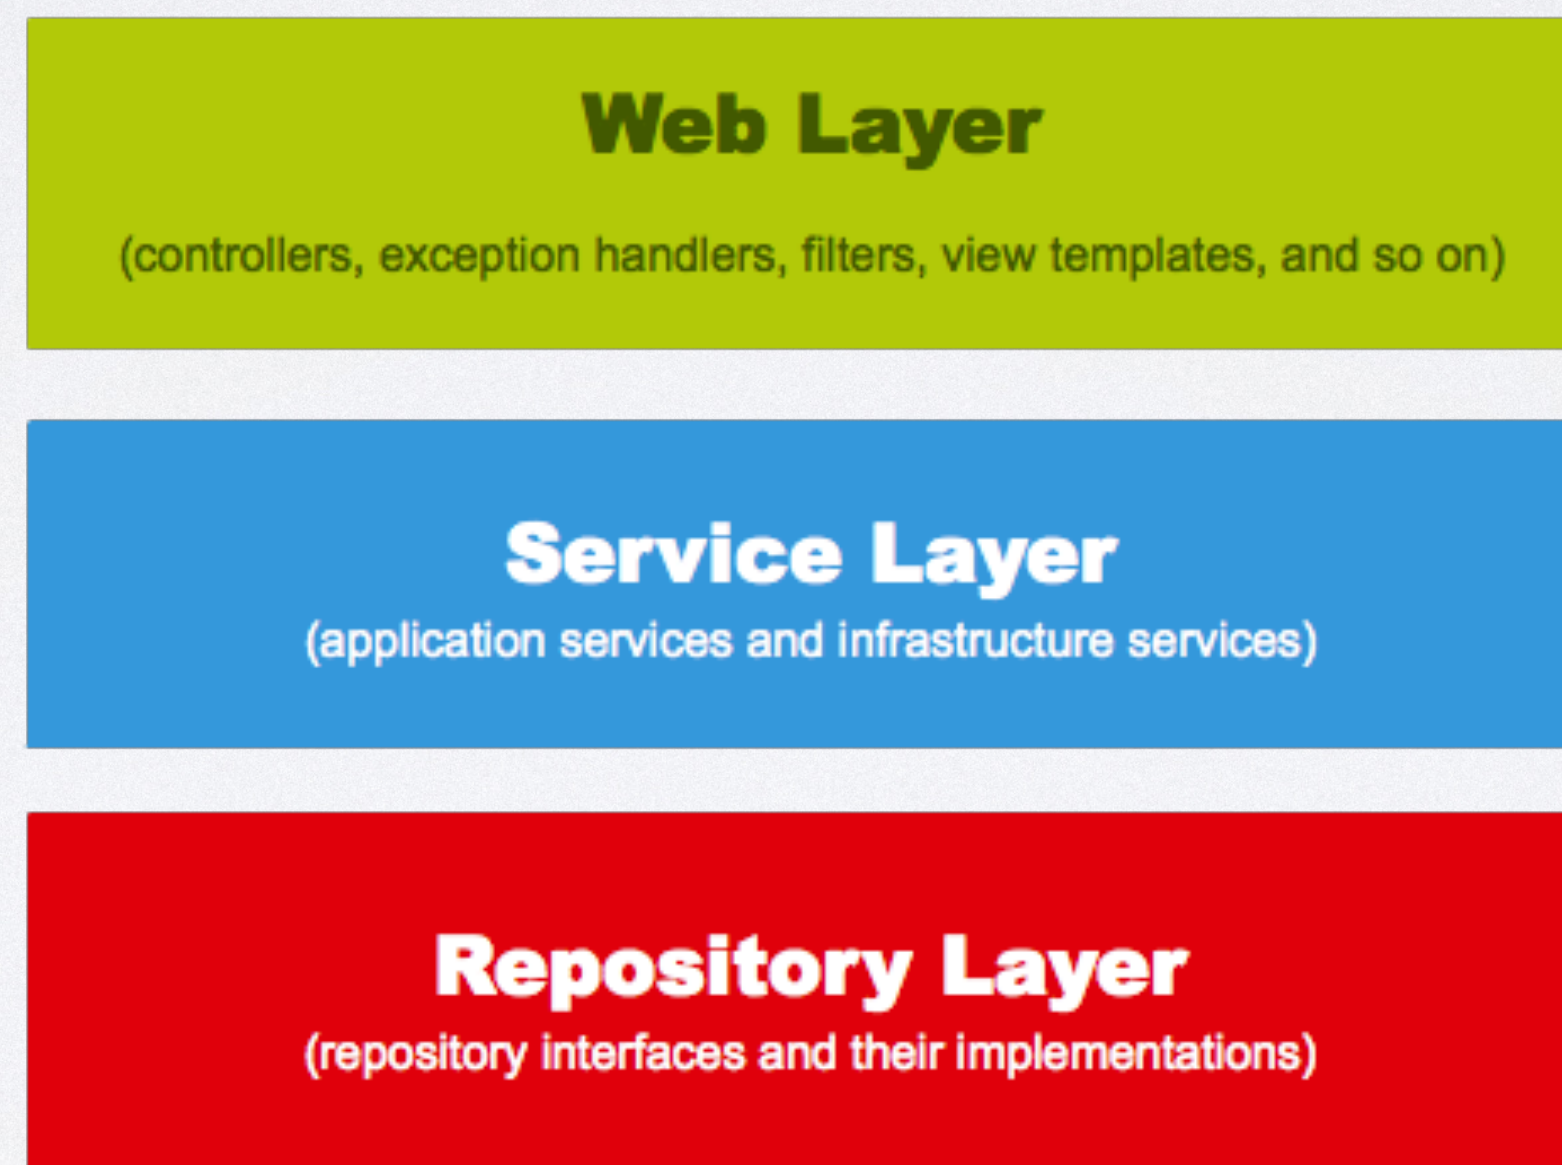 Web Layer
(controllers, exception handlers, filters, view templates, and so on)
Service Layer
(application services and infrastructure services)
Repository Layer
(repository interfaces and their implementations)